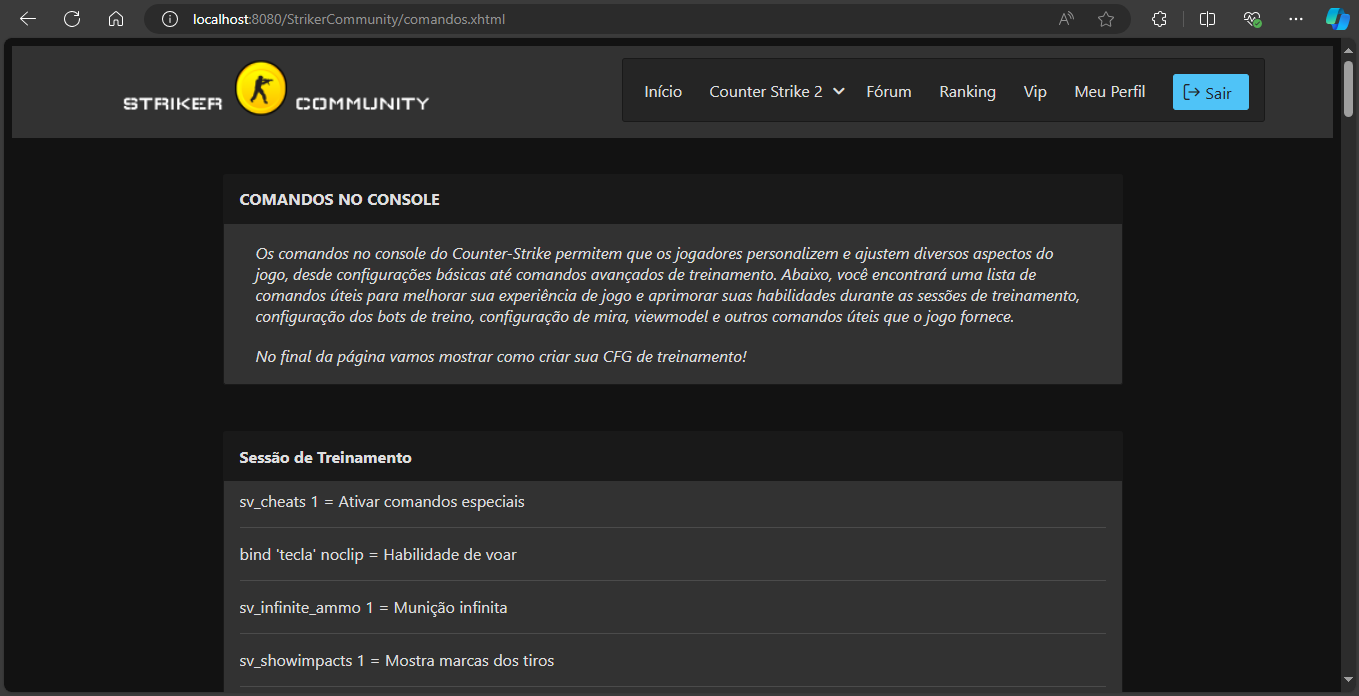 localhost:8080/StrikerCommunity/comandos.xhtml
STRIKER COMMUNITY
Início Counter Strike 2 Fórum Ranking Vip Meu Perfil Sair
COMANDOS NO CONSOLE
Os comandos no console do Counter-Strike permitem que os jogadores personalizem e ajustem diversos aspectos do
jogo, desde configurações básicas até comandos avançados de treinamento. Abaixo, você encontrará uma lista de
comandos úteis para melhorar sua experiência de jogo e aprimorar suas habilidades durante as sessões de treinamento,
configuração dos bots de treino, configuração de mira, viewmodel e outros comandos úteis que o jogo fornece.
No final da página vamos mostrar como criar sua CFG de treinamento!
Sessão de Treinamento
sv_cheats 1 = Ativar comandos especiais
bind 'tecla' noclip = Habilidade de voar
sv_infinite_ammo 1 = Munição infinita
sv_showimpacts 1 = Mostra marcas dos tiros